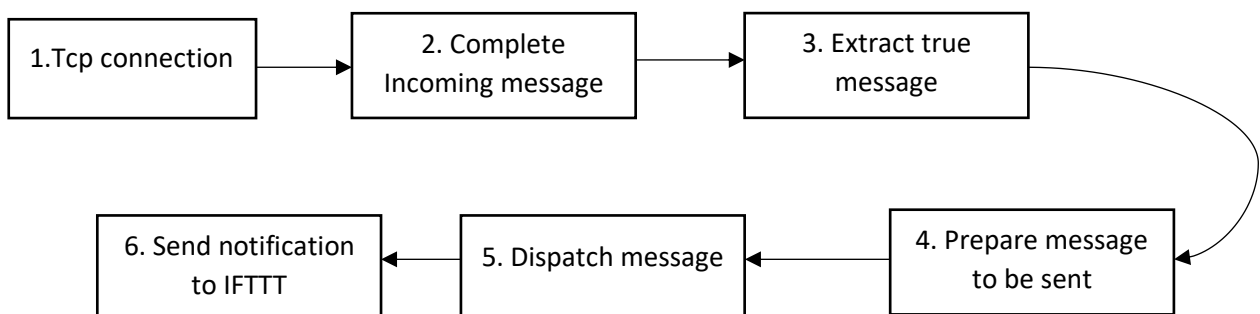 1.Tcp connection
2. Complete
Incoming message
3. Extract true
message
4. Prepare message
to be sent
5. Dispatch message
6. Send notification
to IFTTT